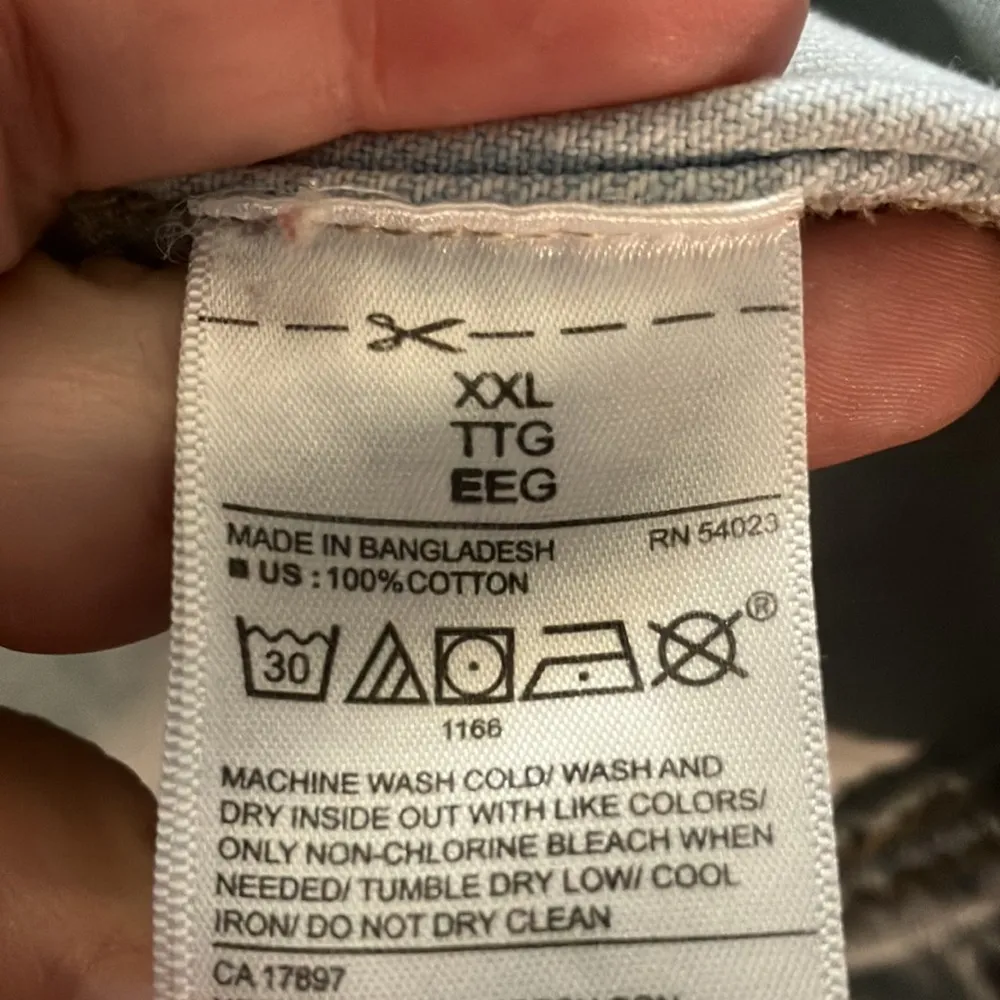 XXL
TTG
EEG
MADE IN BANGLADESH RN 54023
US : 100% COTTON
30
®
1166
MACHINE WASH COLD/ WASH AND
DRY INSIDE OUT WITH LIKE COLORS/
ONLY NON-CHLORINE BLEACH WHEN
NEEDED/ TUMBLE DRY LOW/ COOL
IRON/ DO NOT DRY CLEAN
CA 17897